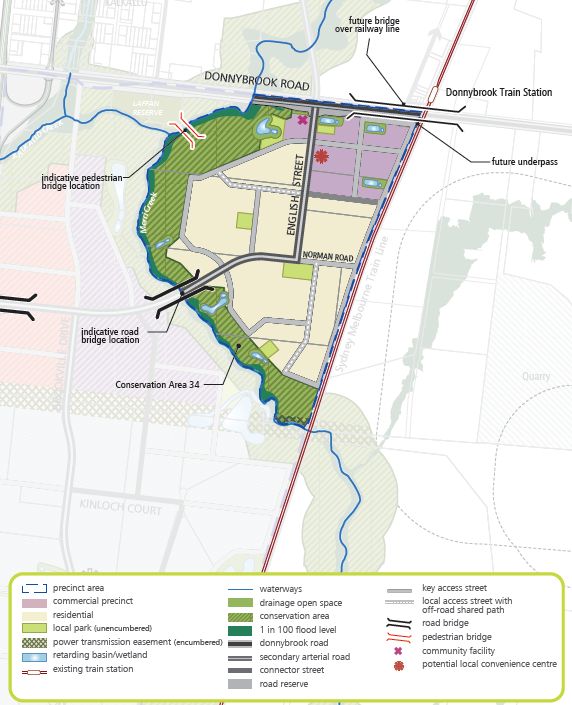 KALKALLO
future bridge
over railway line
DONNYBROOK ROAD
Donnybrook Train Station
LAFFAN
RESERVE
future underpass
indicative pedestrian
bridge location
ENGLISH STREET
Merri Creek
NORMAN ROAD
Sydney Melbourne Train Line
indicative road
bridge location
Conservation Area 34
Quarry
KINLOCH COURT
precinct area
commercial precinct
residential
local park (unencumbered)
power transmission easement (encumbered)
retarding basin/wetland
existing train station
waterways
drainage open space
conservation area
1 in 100 flood level
donnybrook road
secondary arterial road
connector street
road reserve
key access street
local access street with
off-road shared path
road bridge
pedestrian bridge
community facility
potential local convenience centre